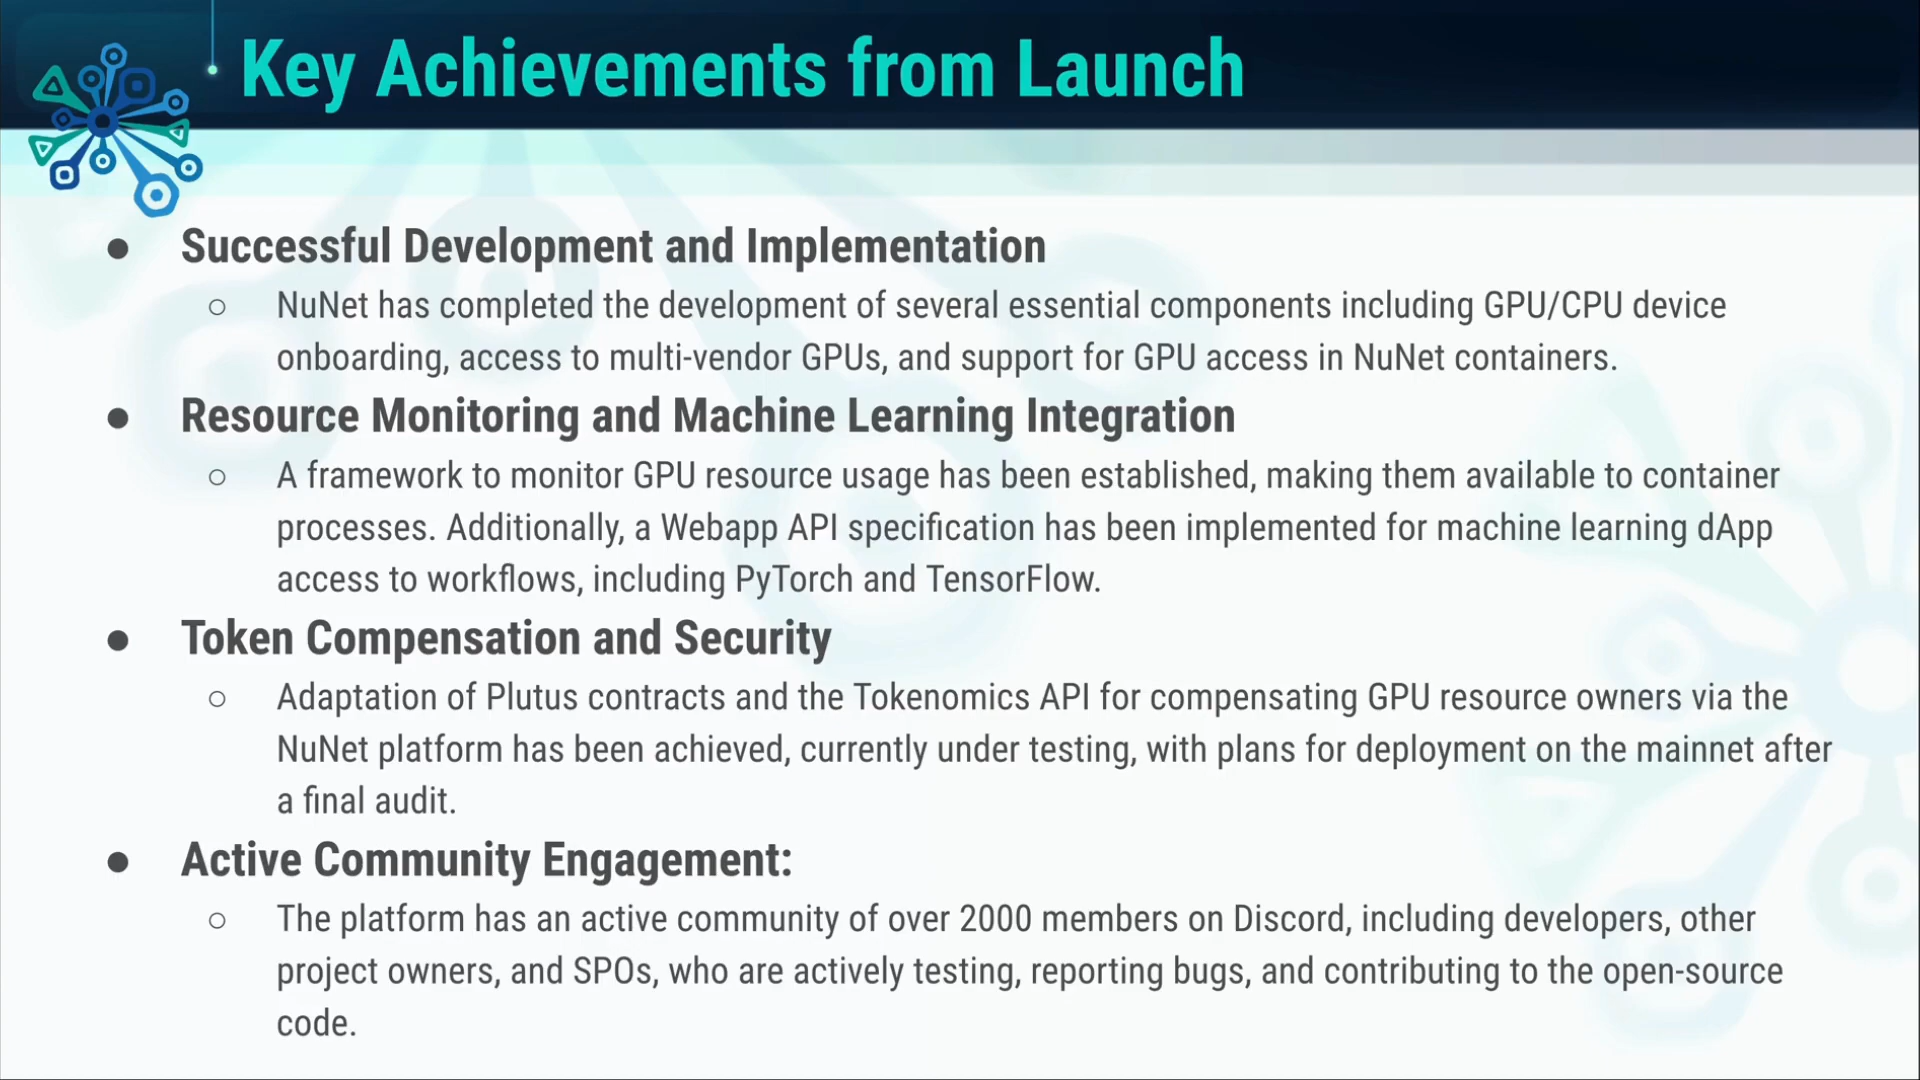 Key Achievements from Launch
● Successful Development and Implementation
○ NuNet has completed the development of several essential components including GPU/CPU device
onboarding, access to multi-vendor GPUs, and support for GPU access in NuNet containers.
● Resource Monitoring and Machine Learning Integration
○ A framework to monitor GPU resource usage has been established, making them available to container
processes. Additionally, a Webapp API specification has been implemented for machine learning dApp
access to workflows, including PyTorch and TensorFlow.
● Token Compensation and Security
○ Adaptation of Plutus contracts and the Tokenomics API for compensating GPU resource owners via the
NuNet platform has been achieved, currently under testing, with plans for deployment on the mainnet after
a final audit.
● Active Community Engagement:
○ The platform has an active community of over 2000 members on Discord, including developers, other
project owners, and SPOs, who are actively testing, reporting bugs, and contributing to the open-source
code.